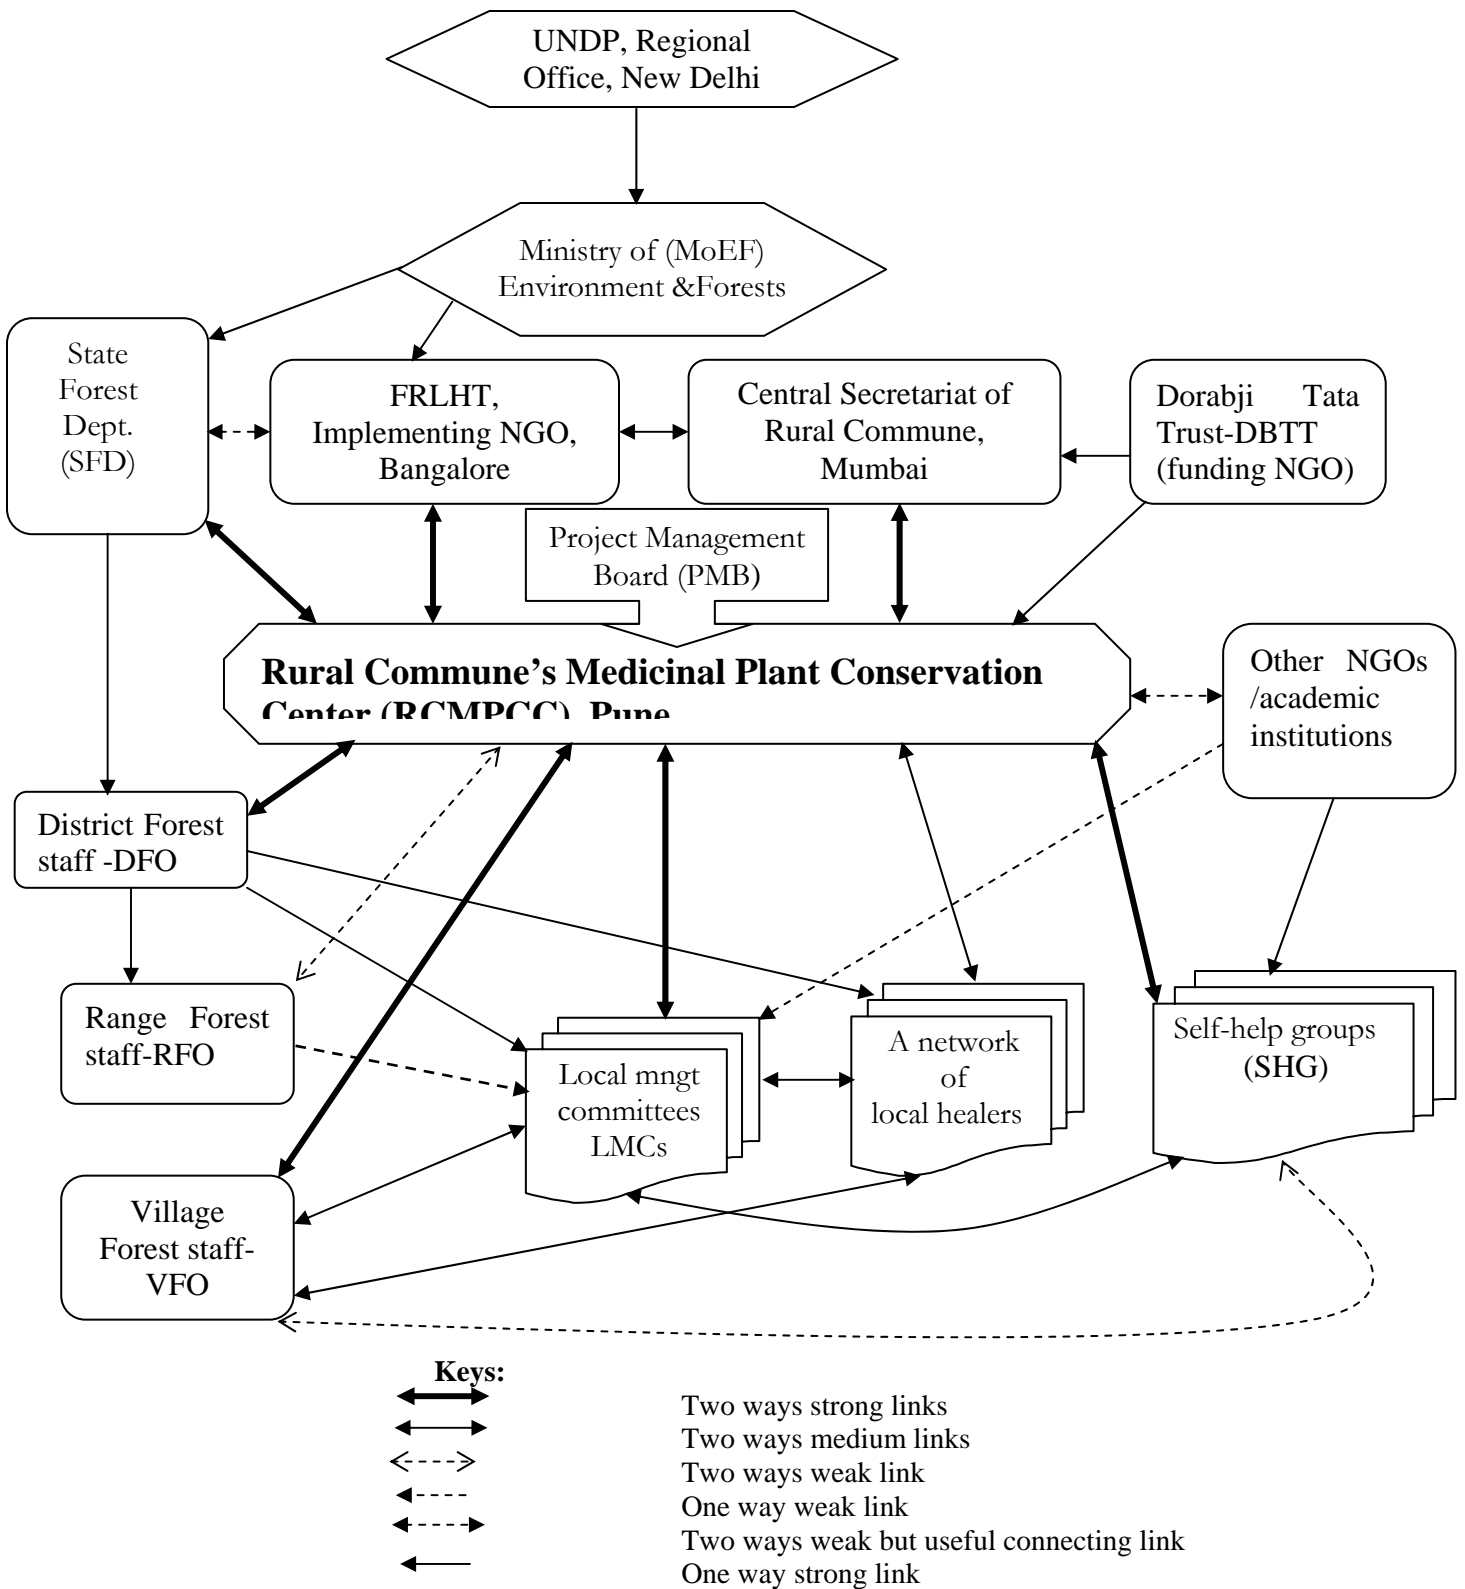 UNDP, Regional
Office, New Delhi
Ministry of (MoEF)
Environment &Forests
State
Forest
Dept.
(SFD)
FRLHT,
Implementing NGO,
Bangalore
Central Secretariat of
Rural Commune,
Mumbai
Dorabji Tata
Trust-DBTT
(funding NGO)
Project Management
Board (PMB)
Rural Commune’s Medicinal Plant Conservation
Center (RCMPCC), Pune
Other NGOs
/academic
institutions
District Forest
staff -DFO
Range Forest
staff-RFO
Local mngt
committees
LMCs
A network
of
local healers
Self-help groups
(SHG)
Village
Forest staff-
VFO
Keys:
Two ways strong links
Two ways medium links
Two ways weak link
One way weak link
Two ways weak but useful connecting link
One way strong link